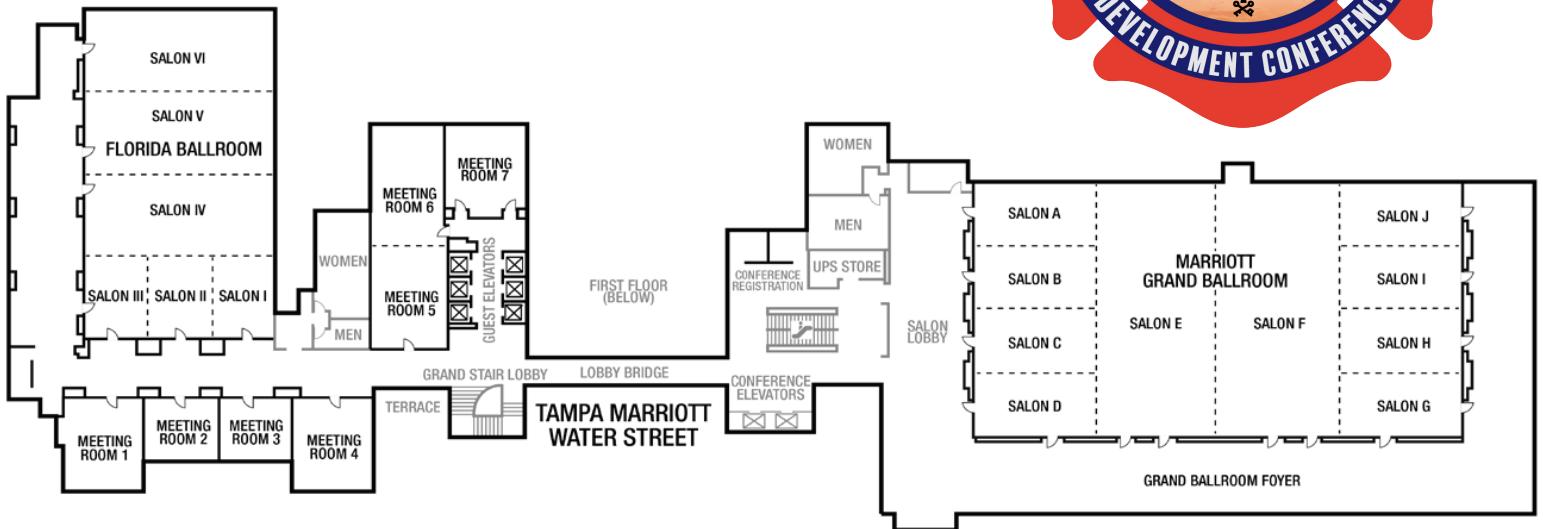 DEVELOPMENT CONFERENC
SALON VI
SALON V
FLORIDA BALLROOM
SALON IV
SALON III
SALON II
SALON I
WOMEN
MEN
MEETING
ROOM 6
MEETING
ROOM 7
MEETING
ROOM 5
GUEST ELEVATORS
FIRST FLOOR
(BELOW)
WOMEN
MEN
UPS STORE
CONFERENCE
REGISTRATION
SALON
LOBBY
GRAND STAIR LOBBY
LOBBY BRIDGE
CONFERENCE
ELEVATORS
TERRACE
TAMPA MARRIOTT
WATER STREET
MEETING
ROOM 1
MEETING
ROOM 2
MEETING
ROOM 3
MEETING
ROOM 4
SALON A
SALON B
SALON C
SALON D
MARRIOTT
GRAND BALLROOM
SALON E
SALON F
SALON J
SALON I
SALON H
SALON G
GRAND BALLROOM FOYER